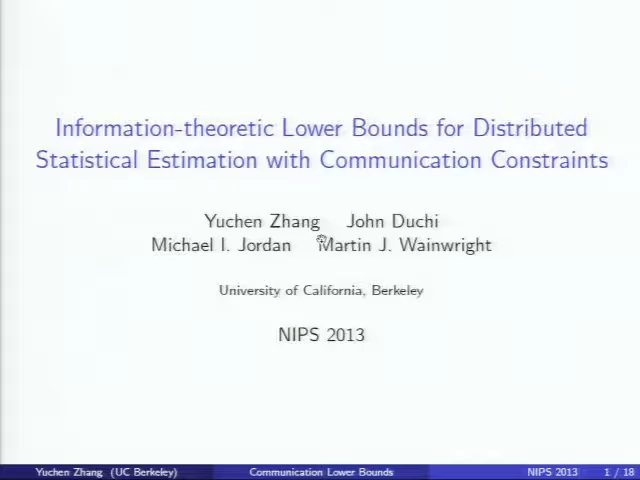 Information-theoretic Lower Bounds for Distributed
Statistical Estimation with Communication Constraints
Yuchen Zhang John Duchi
Michael I. Jordan Martin J. Wainwright
University of California, Berkeley
NIPS 2013
Yuchen Zhang (UC Berkeley) Communication Lower Bounds NIPS 2013 1 / 18